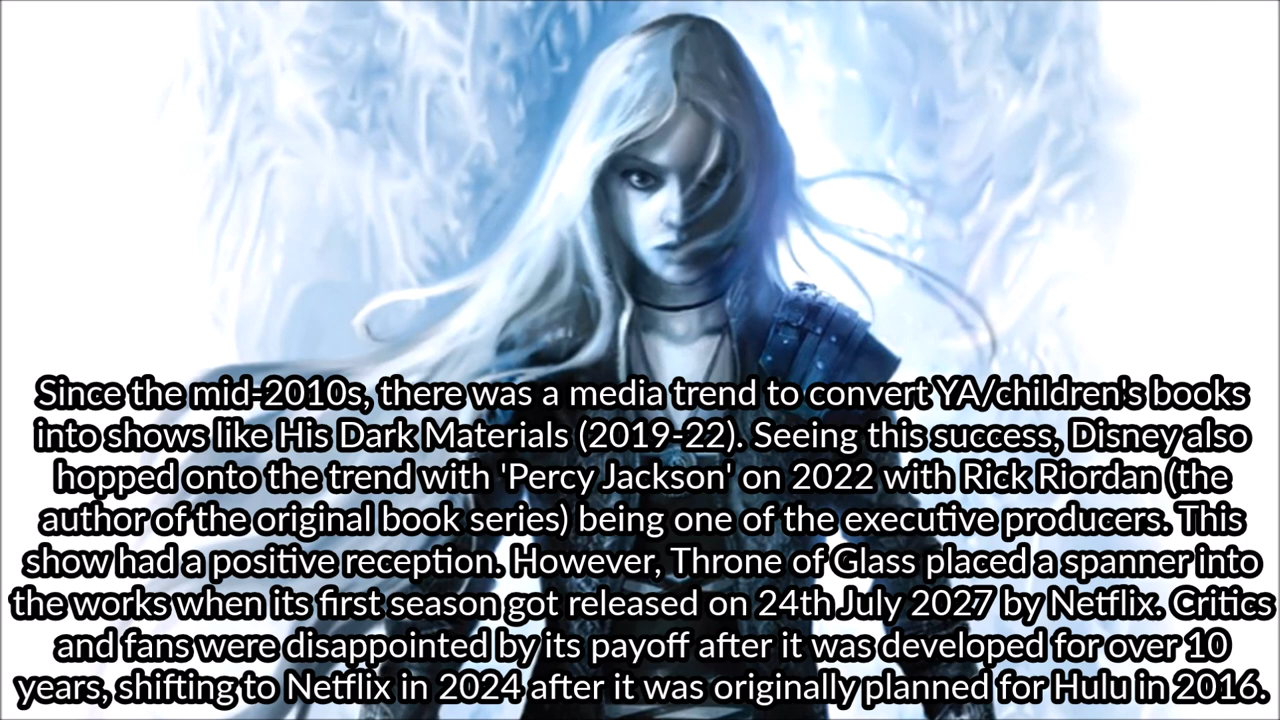 Since the mid-2010s, there was a media trend to convert YA/children's books
into shows like His Dark Materials (2019-22). Seeing this success, Disney also
hopped onto the trend with 'Percy Jackson' on 2022 with Rick Riordan (the
author of the original book series) being one of the executive producers. This
show had a positive reception. However, Throne of Glass placed a spanner into
the works when its first season got released on 24th July 2027 by Netflix. Critics
and fans were disappointed by its payoff after it was developed for over 10
years, shifting to Netflix in 2024 after it was originally planned for Hulu in 2016.